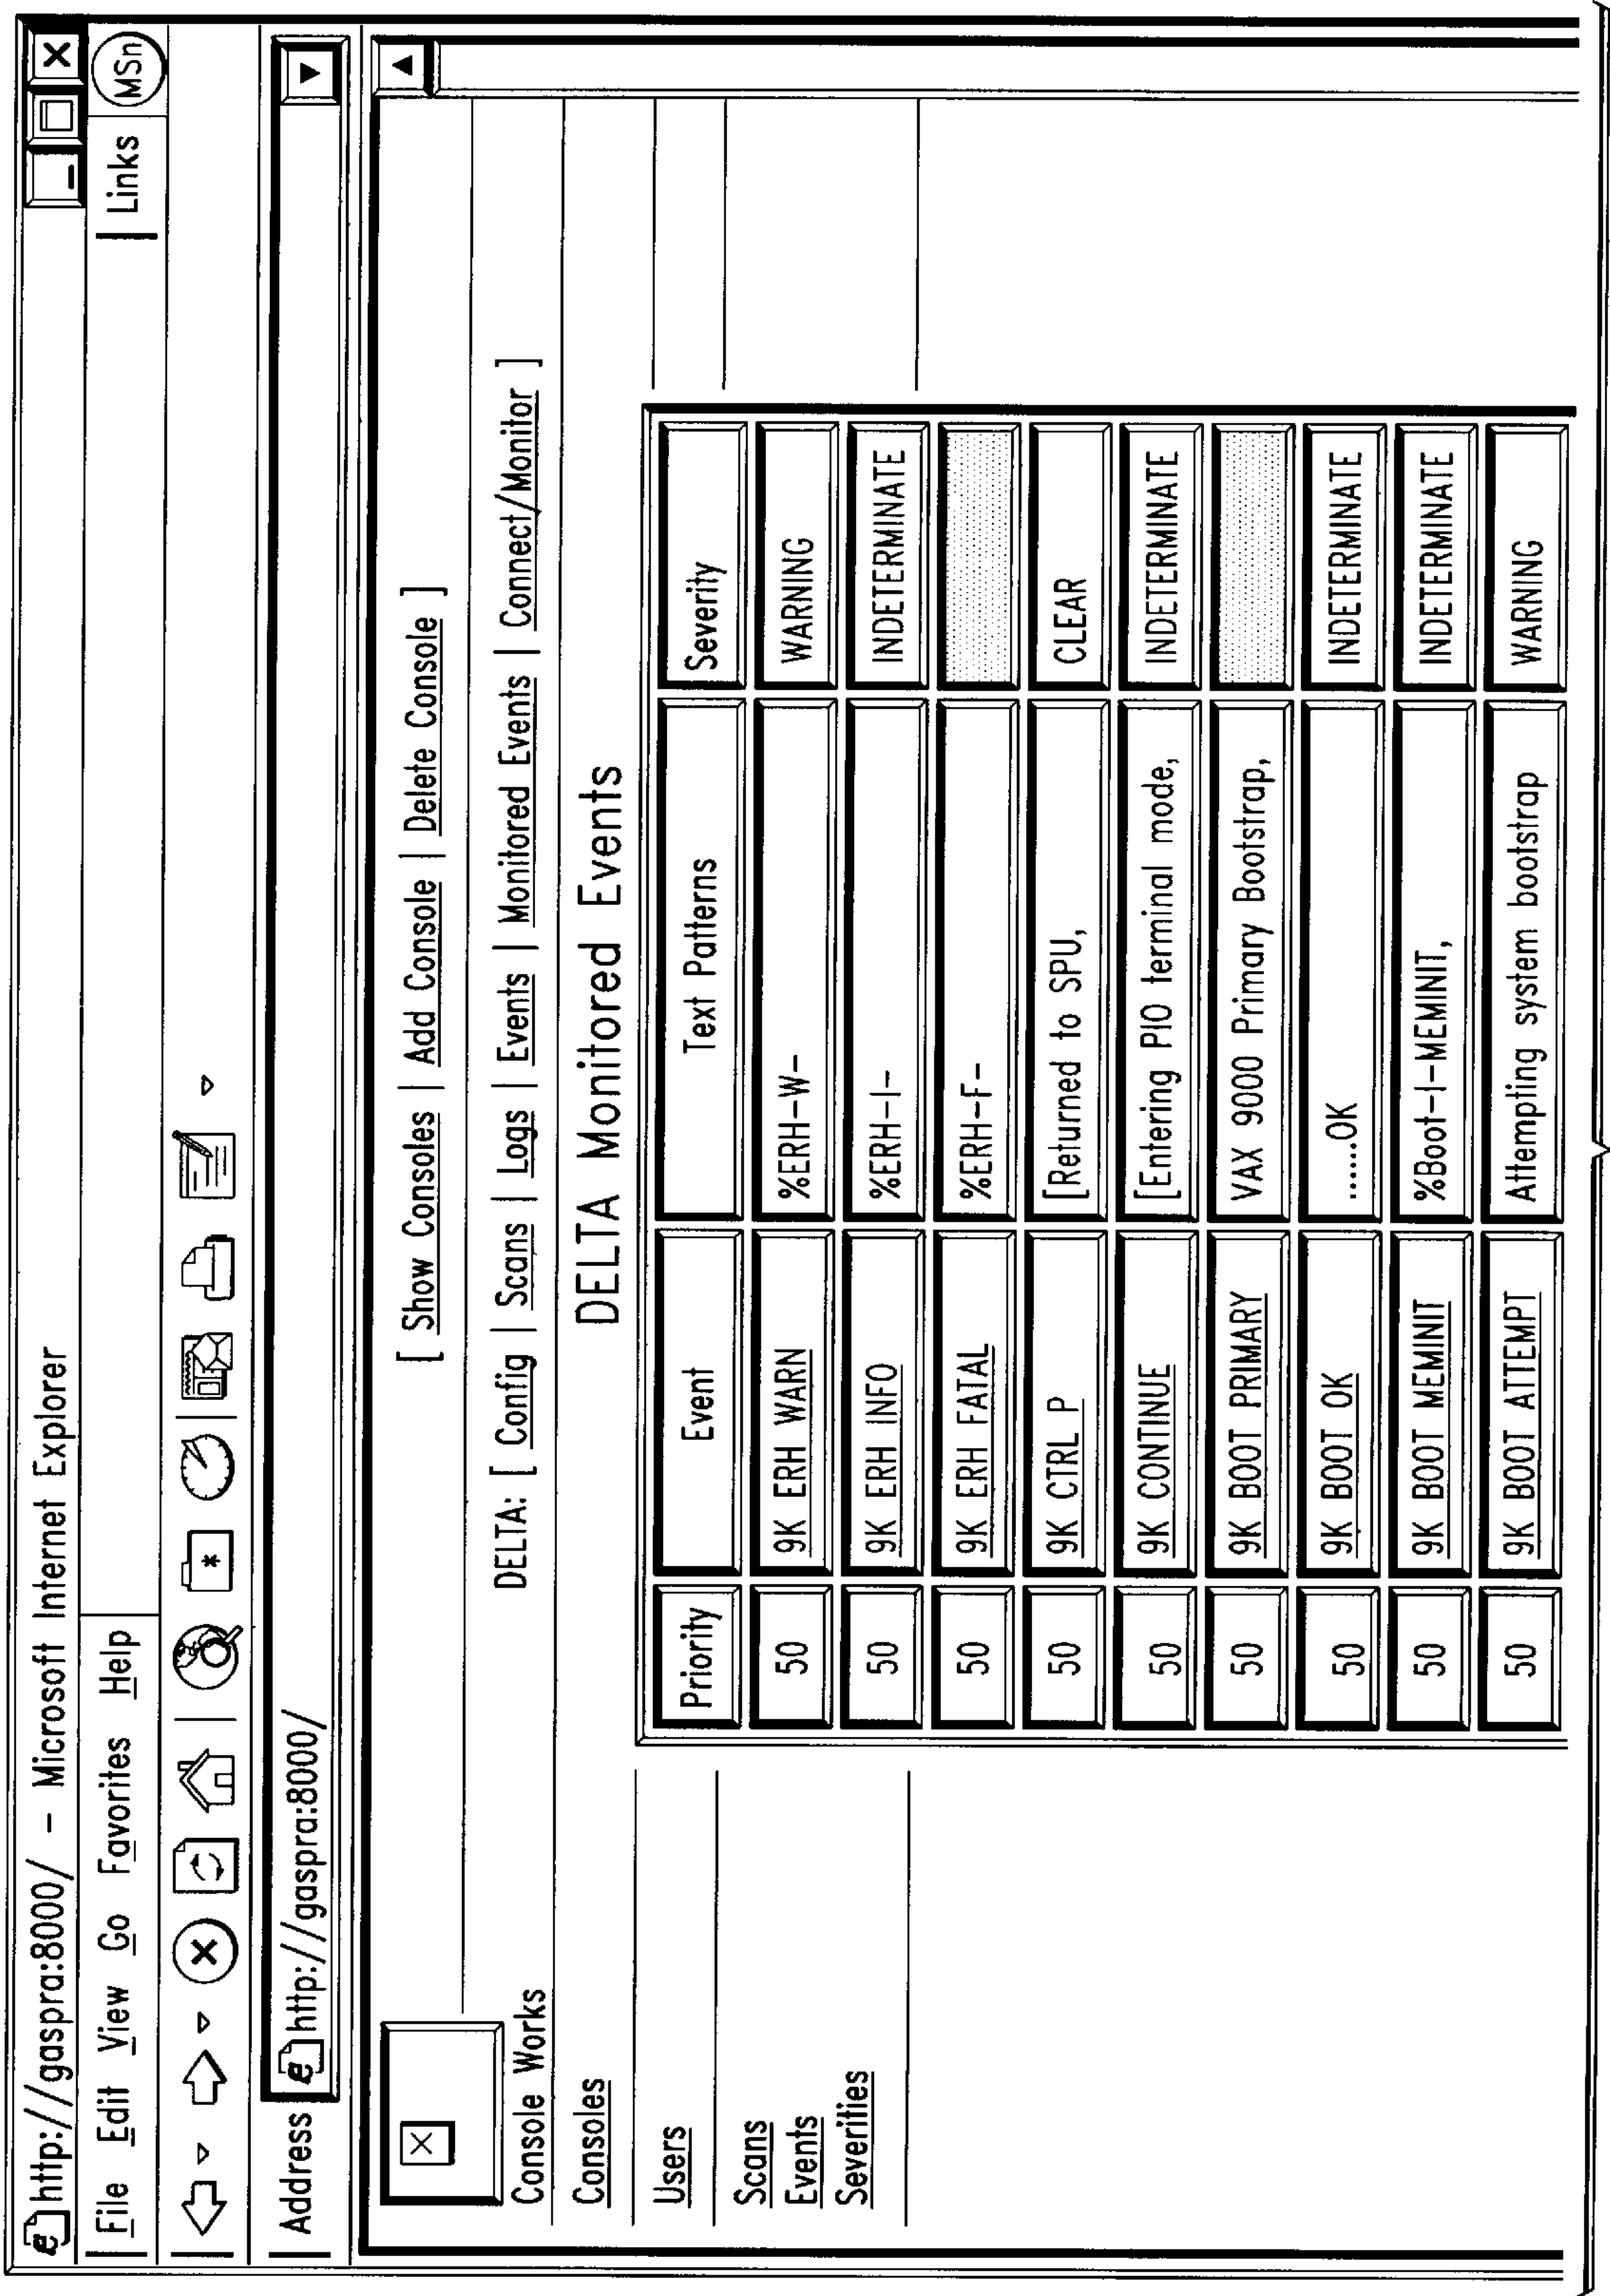 http://gaspra:8000/ – Microsoft Internet Explorer
File Edit View Go Favorites Help
Links
MSn
Address http://gaspra:8000/
[ Show Consoles | Add Console | Delete Console ]
DELTA: [ Config | Scans | Logs | Events | Monitored Events | Connect/Monitor ]
Console Works
Consoles
Users
Scans
Events
Severities
DELTA Monitored Events
Priority Event Text Patterns Severity
50 9K ERH WARN %ERH–W– WARNING
50 9K ERH INFO %ERH–I– INDETERMINATE
50 9K ERH FATAL %ERH–F–
50 9K CTRL P [Returned to SPU, CLEAR
50 9K CONTINUE [Entering PIO terminal mode, INDETERMINATE
50 9K BOOT PRIMARY VAX 9000 Primary Bootstrap,
50 9K BOOT OK ......OK INDETERMINATE
50 9K BOOT MEMINIT %Boot–I–MEMINIT, INDETERMINATE
50 9K BOOT ATTEMPT Attempting system bootstrap WARNING